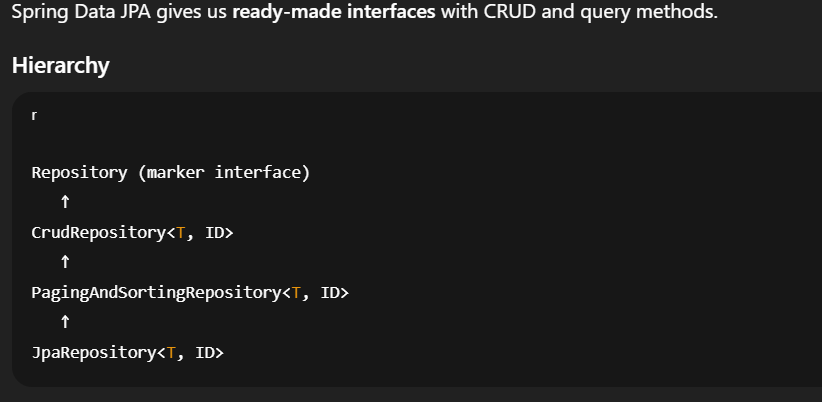 Spring Data JPA gives us ready-made interfaces with CRUD and query methods.
Hierarchy
r
Repository (marker interface)
↑
CrudRepository<T, ID>
↑
PagingAndSortingRepository<T, ID>
↑
JpaRepository<T, ID>